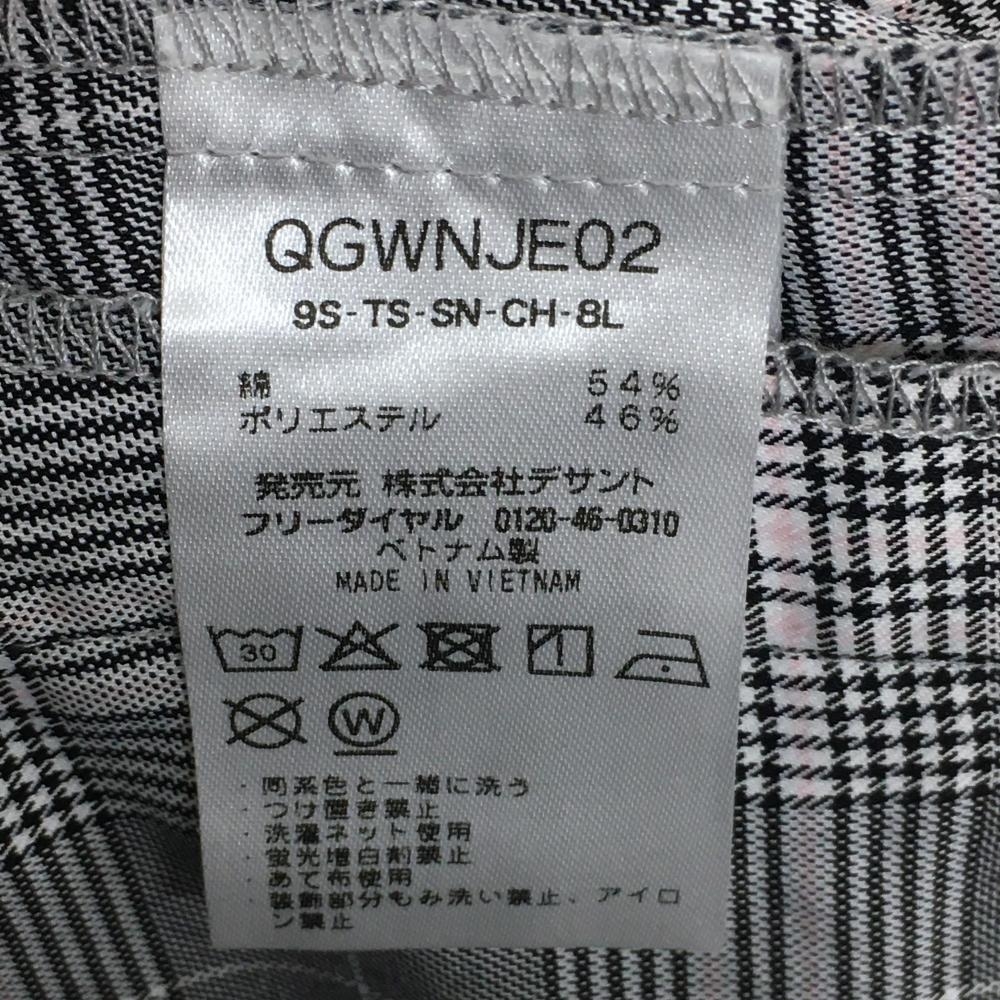 QGWNJE02
9S-TS-SN-CH-8L
綿 54%
ポリエステル 46%
発売元 株式会社デサント
フリーダイヤル 0120-46-0310
ベトナム製
MADE IN VIETNAM
30
W
・同系色と一緒に洗う
・つけ置き禁止
・洗濯ネット使用
・蛍光増白剤禁止
・あて布使用
・装飾部分もみ洗い禁止、アイロ
ン禁止